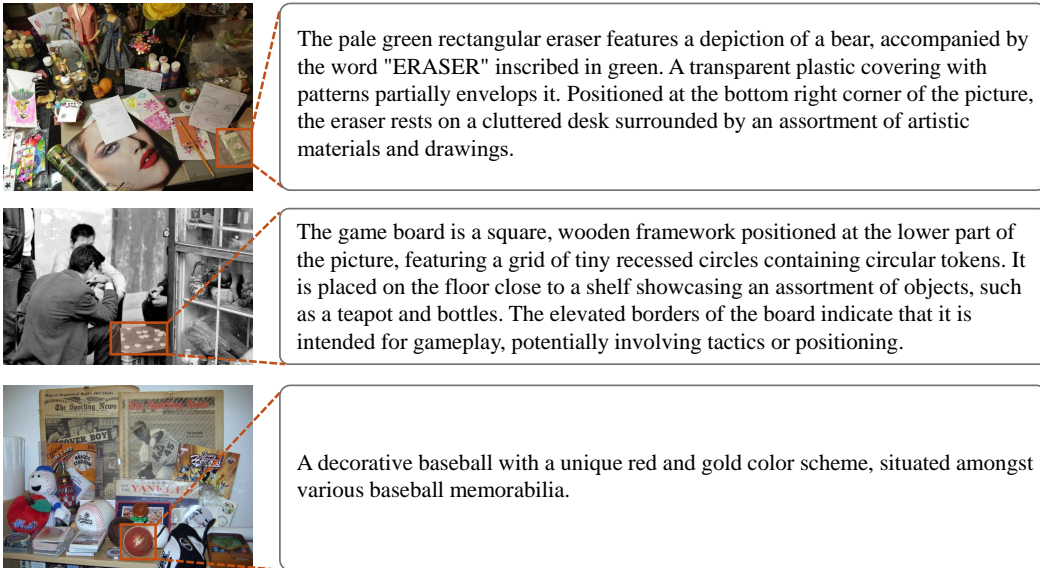 The pale green rectangular eraser features a depiction of a bear, accompanied by
the word "ERASER" inscribed in green. A transparent plastic covering with
patterns partially envelops it. Positioned at the bottom right corner of the picture,
the eraser rests on a cluttered desk surrounded by an assortment of artistic
materials and drawings.
The game board is a square, wooden framework positioned at the lower part of
the picture, featuring a grid of tiny recessed circles containing circular tokens. It
is placed on the floor close to a shelf showcasing an assortment of objects, such
as a teapot and bottles. The elevated borders of the board indicate that it is
intended for gameplay, potentially involving tactics or positioning.
The Sporting News
COVER BOY
YANKEES
A decorative baseball with a unique red and gold color scheme, situated amongst
various baseball memorabilia.